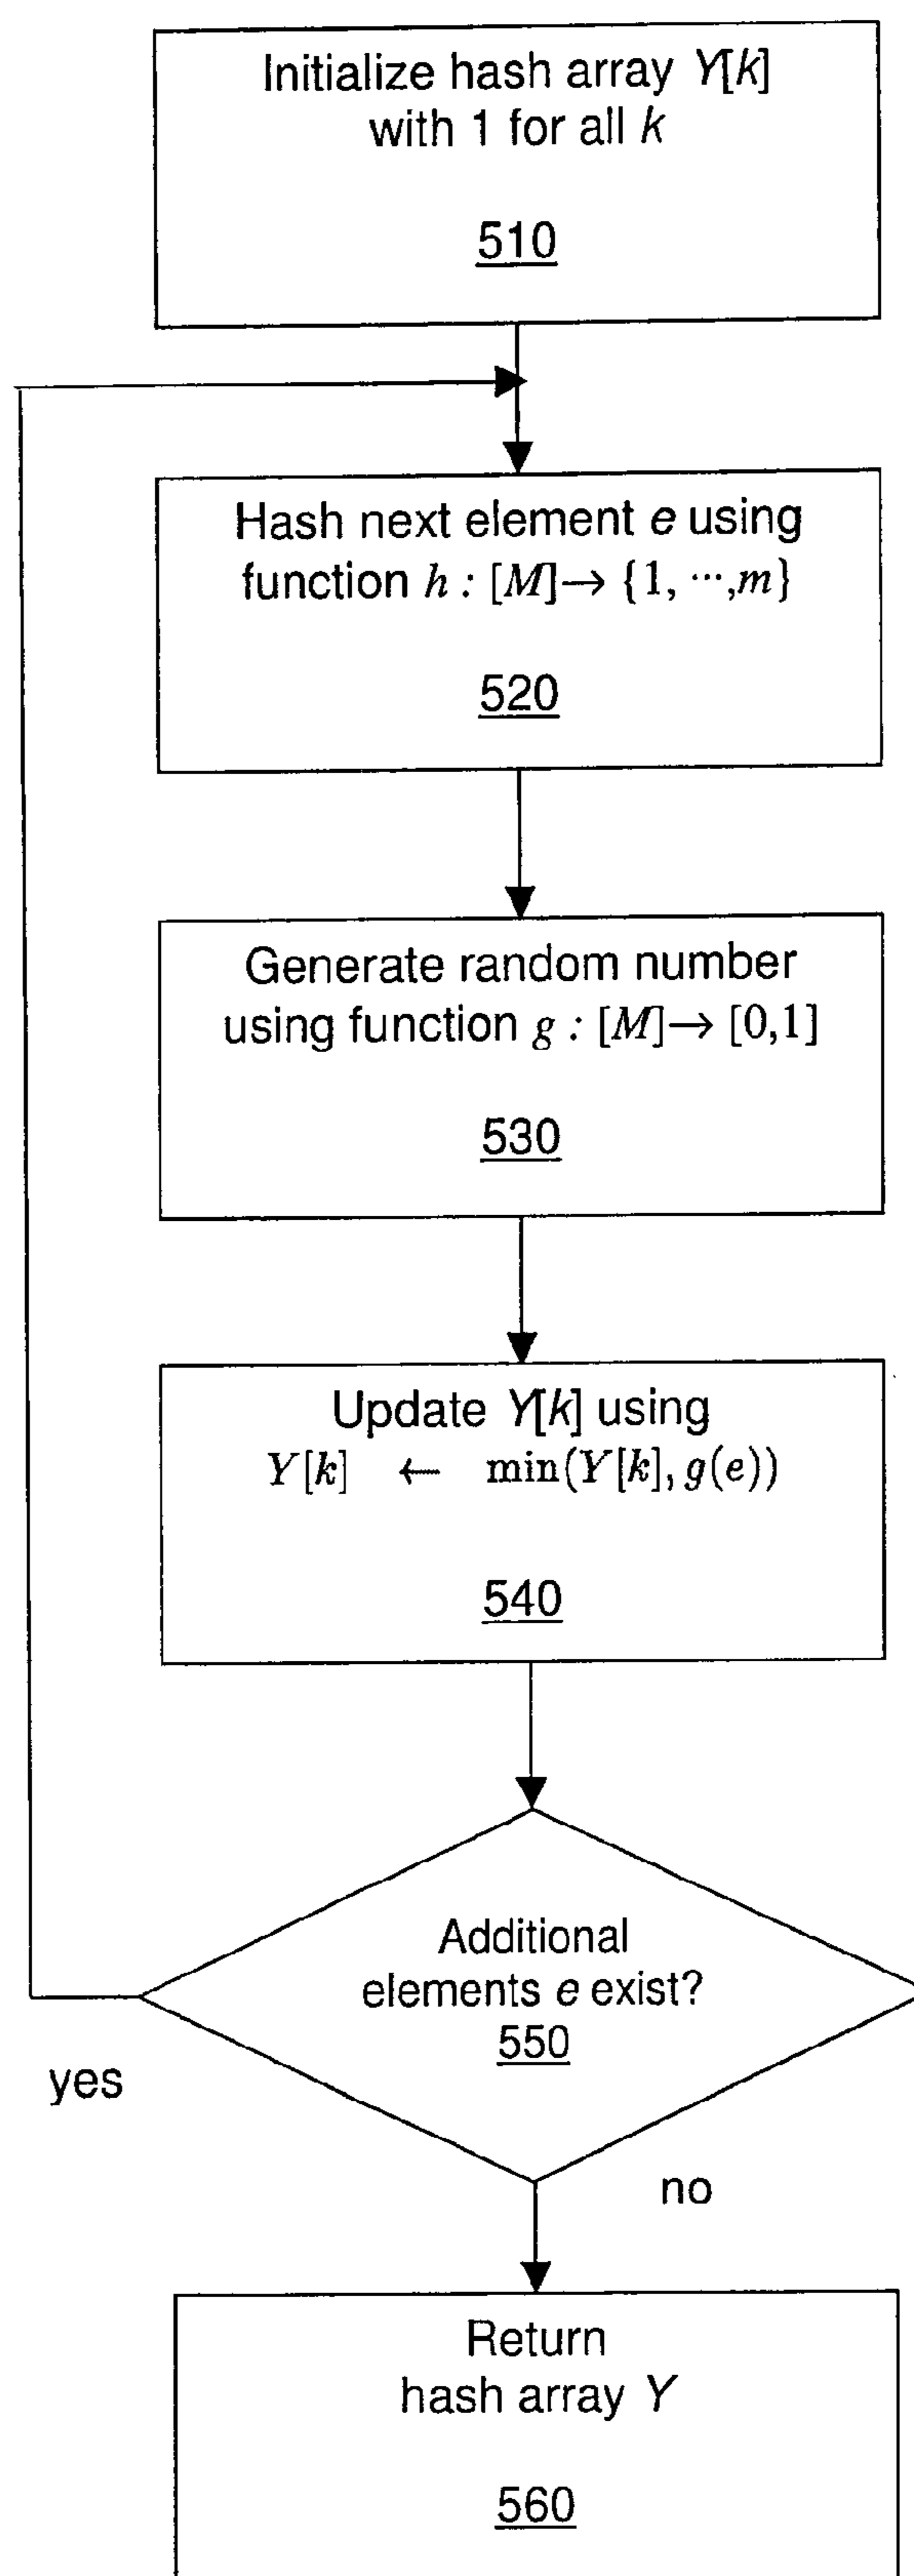 Initialize hash array Y[k]
with 1 for all k
510
Hash next element e using
function h : [M]→ {1, ···,m}
520
Generate random number
using function g : [M]→ [0,1]
530
Update Y[k] using
Y[k] ← min(Y[k], g(e))
540
Additional
elements e exist?
550
yes
no
Return
hash array Y
560